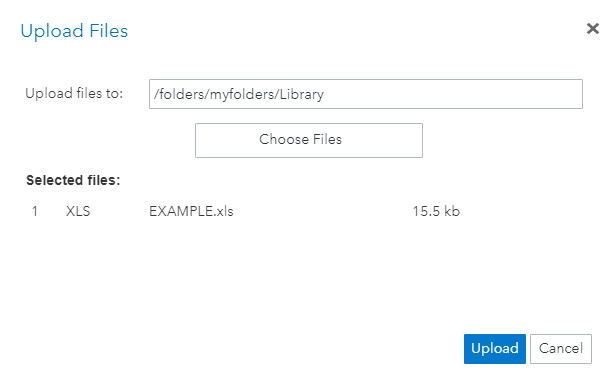 Upload Files
Upload files to: /folders/myfolders/Library
Choose Files
Selected files:
1 XLS EXAMPLE.xls 15.5 kb
Upload Cancel